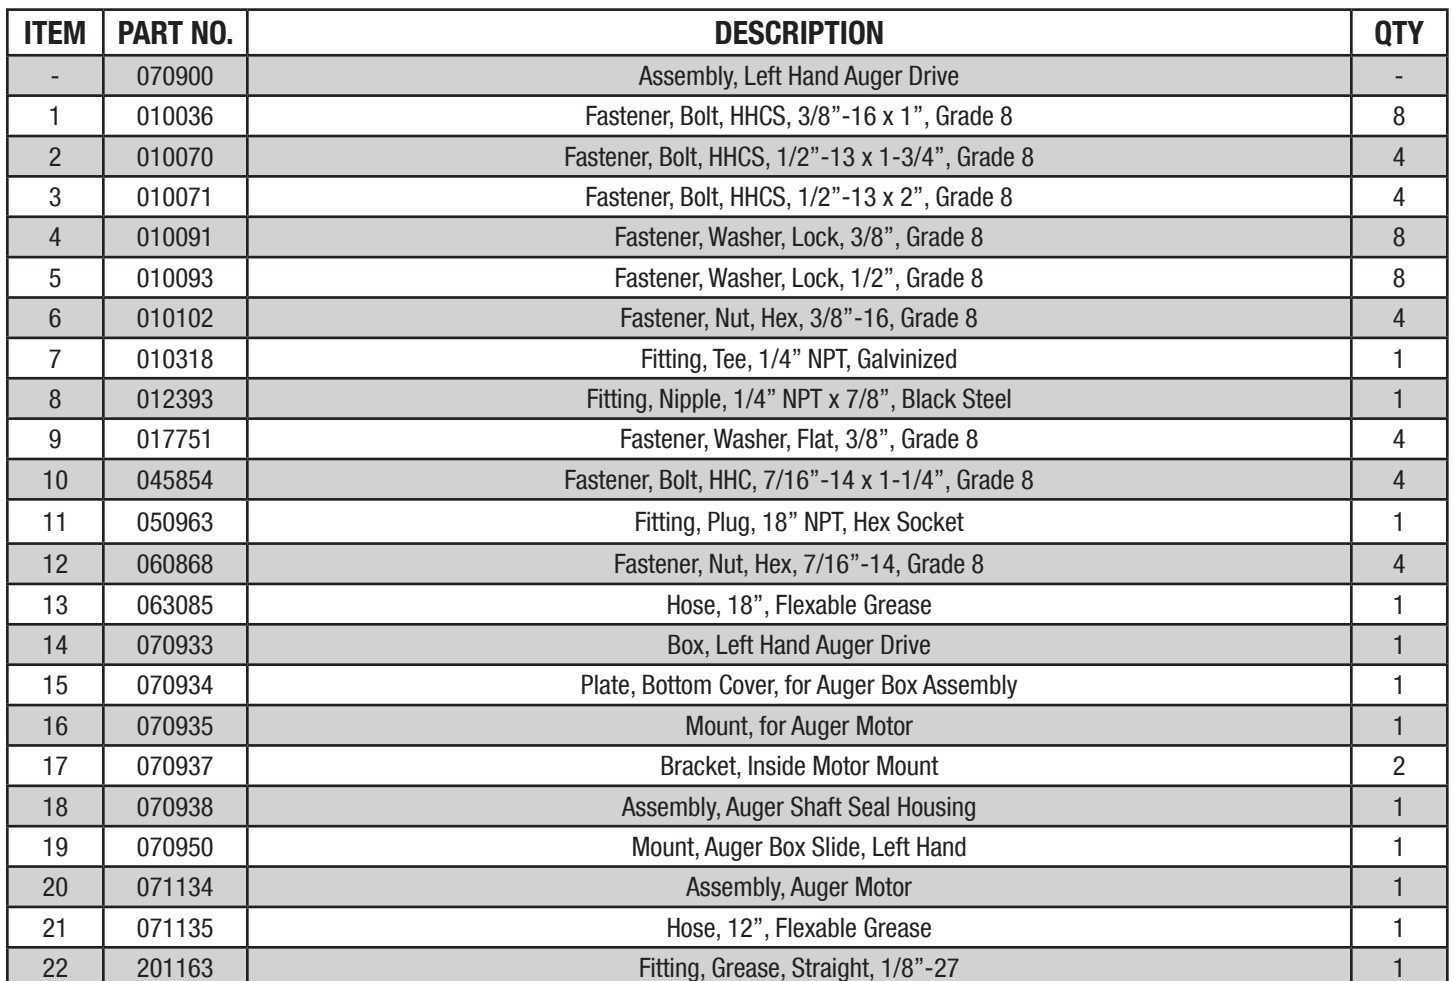 ITEM PART NO. DESCRIPTION QTY
- 070900 Assembly, Left Hand Auger Drive -
1 010036 Fastener, Bolt, HHCS, 3/8”-16 x 1”, Grade 8 8
2 010070 Fastener, Bolt, HHCS, 1/2”-13 x 1-3/4”, Grade 8 4
3 010071 Fastener, Bolt, HHCS, 1/2”-13 x 2”, Grade 8 4
4 010091 Fastener, Washer, Lock, 3/8”, Grade 8 8
5 010093 Fastener, Washer, Lock, 1/2”, Grade 8 8
6 010102 Fastener, Nut, Hex, 3/8”-16, Grade 8 4
7 010318 Fitting, Tee, 1/4” NPT, Galvinized 1
8 012393 Fitting, Nipple, 1/4” NPT x 7/8”, Black Steel 1
9 017751 Fastener, Washer, Flat, 3/8”, Grade 8 4
10 045854 Fastener, Bolt, HHC, 7/16”-14 x 1-1/4”, Grade 8 4
11 050963 Fitting, Plug, 18” NPT, Hex Socket 1
12 060868 Fastener, Nut, Hex, 7/16”-14, Grade 8 4
13 063085 Hose, 18”, Flexable Grease 1
14 070933 Box, Left Hand Auger Drive 1
15 070934 Plate, Bottom Cover, for Auger Box Assembly 1
16 070935 Mount, for Auger Motor 1
17 070937 Bracket, Inside Motor Mount 2
18 070938 Assembly, Auger Shaft Seal Housing 1
19 070950 Mount, Auger Box Slide, Left Hand 1
20 071134 Assembly, Auger Motor 1
21 071135 Hose, 12”, Flexable Grease 1
22 201163 Fitting, Grease, Straight, 1/8”-27 1